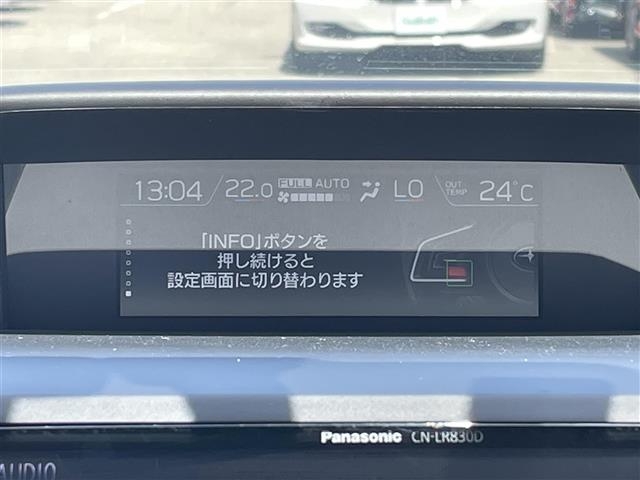 13:04 22.0 FULL AUTO LO OUT TEMP 24°C
「INFO」ボタンを
押し続けると
設定画面に切り替わります
Panasonic CN-LR830D
AUDIO